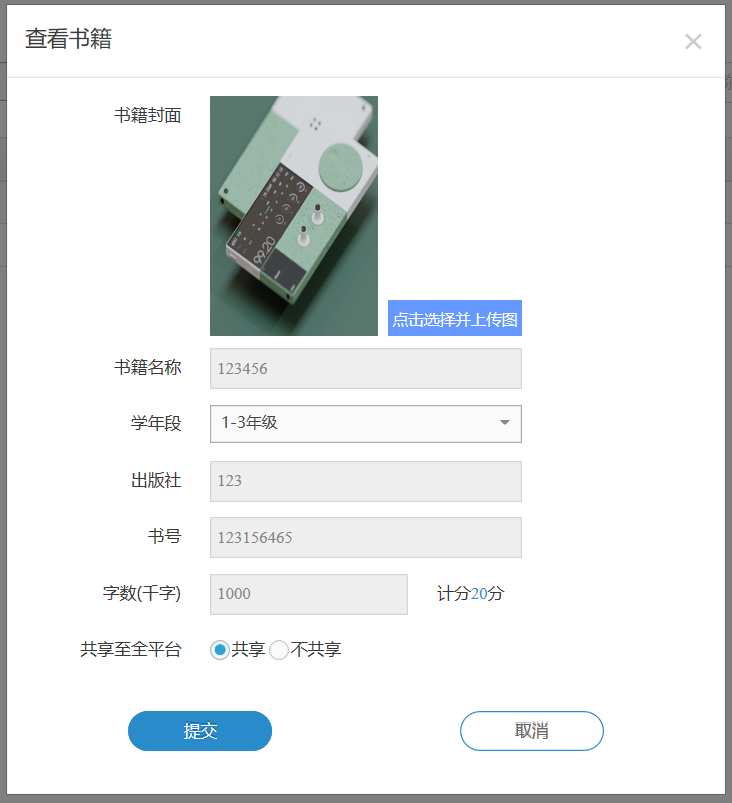 查看书籍
书籍封面
99.20
点击选择并上传图
书籍名称 123456
学年段 1-3年级
出版社 123
书号 123156465
字数(千字) 1000 计分20分
共享至全平台 共享 不共享
提交 取消